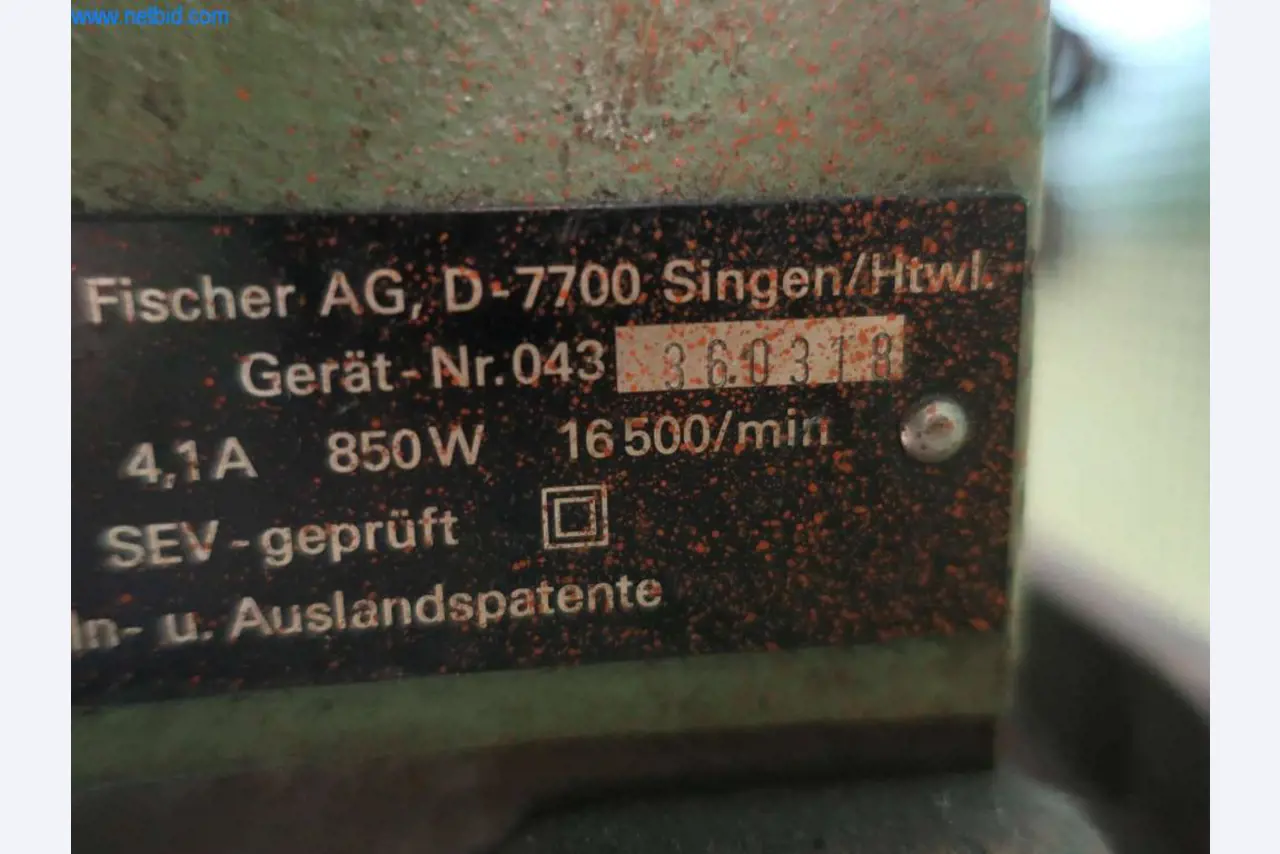 www.netbid.com
Fischer AG, D-7700 Singen/Htwl.
Gerät-Nr. 043 360318
4,1A 850W 16500/min
SEV-geprüft
In- u. Auslandspatente